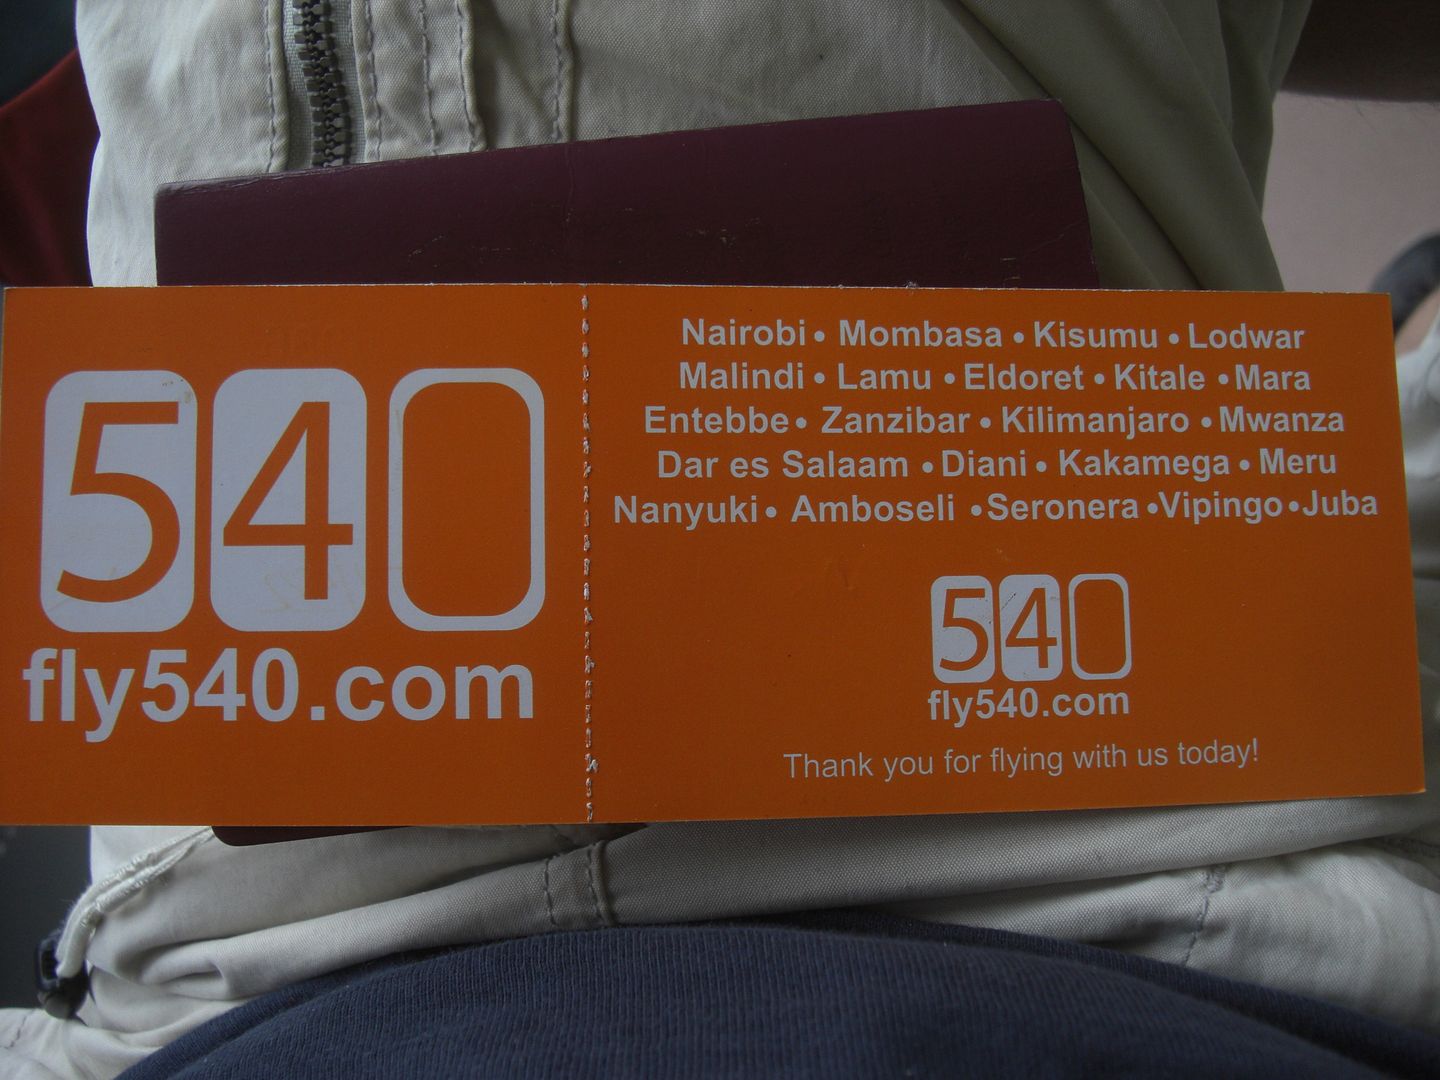 540
fly540.com
Nairobi • Mombasa • Kisumu • Lodwar
Malindi • Lamu • Eldoret • Kitale • Mara
Entebbe • Zanzibar • Kilimanjaro • Mwanza
Dar es Salaam • Diani • Kakamega • Meru
Nanyuki • Amboseli • Seronera • Vipingo • Juba
540
fly540.com
Thank you for flying with us today!